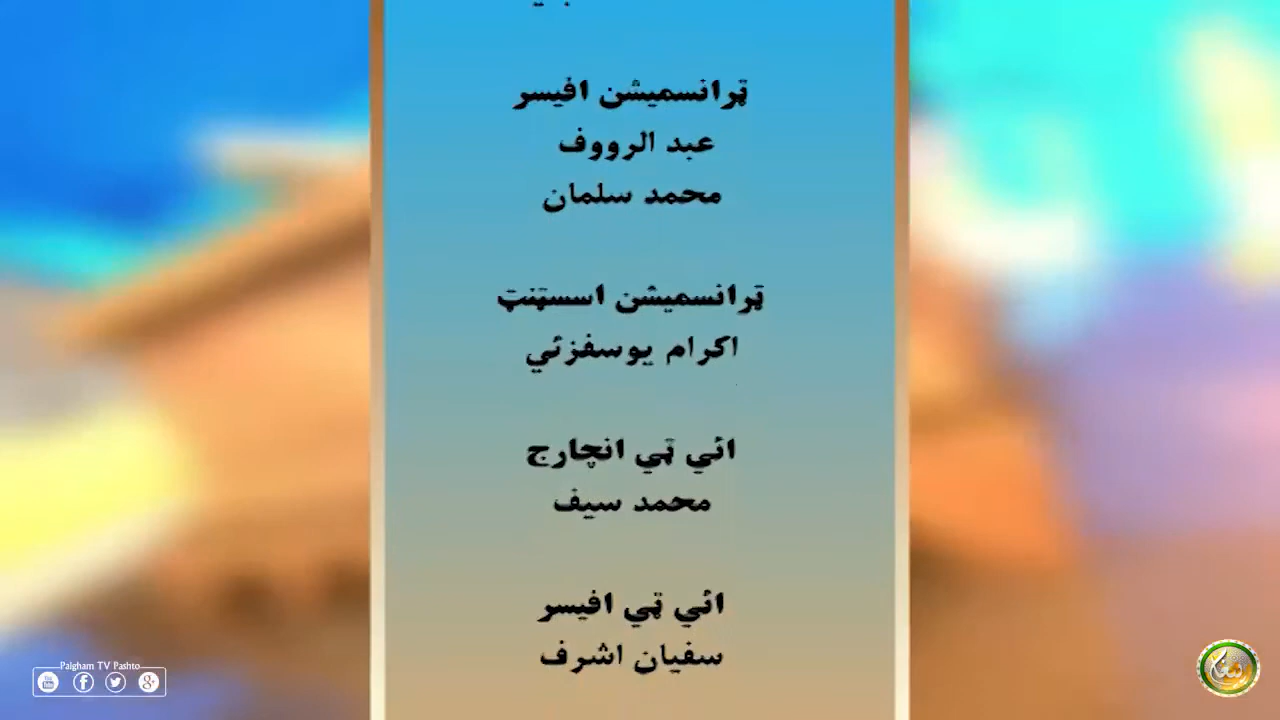 ټرانسمیشن افیسر
عبد الرووف
محمد سلمان
ټرانسمیشن اسسټنټ
اکرام یوسفزئي
ائي ټي انچارج
محمد سیف
ائي ټي افیسر
سفیان اشرف
Paigham TV Pashto